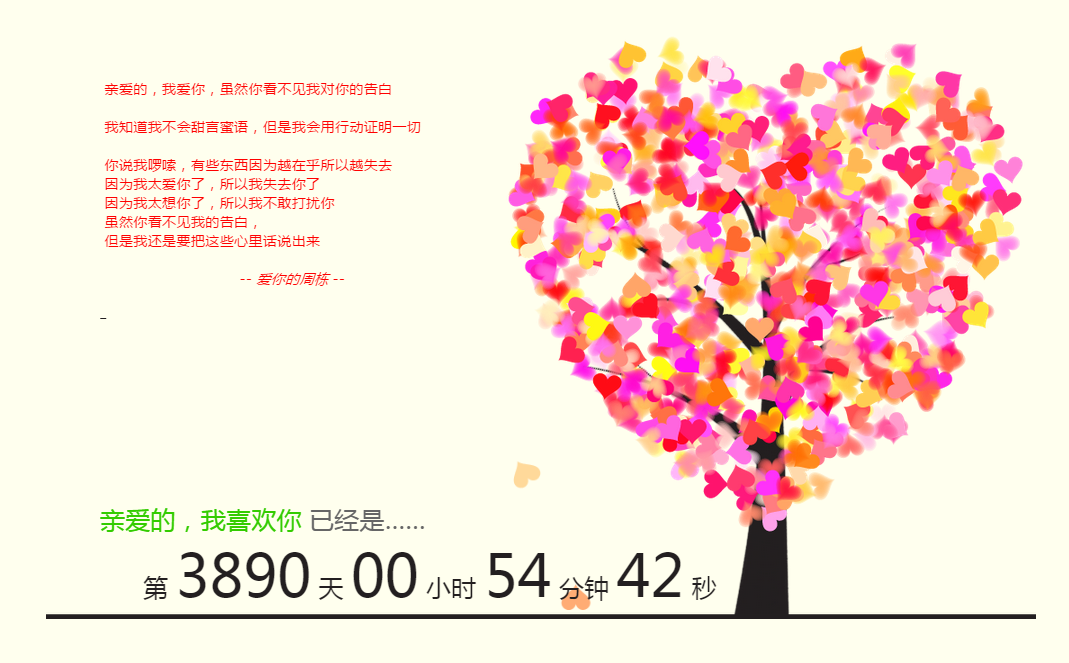 亲爱的，我爱你，虽然你看不见我对你的告白
我知道我不会甜言蜜语，但是我会用行动证明一切
你说我啰嗦，有些东西因为越在乎所以越失去
因为我太爱你了，所以我失去你了
因为我太想你了，所以我不敢打扰你
虽然你看不见我的告白，
但是我还是要把这些心里话说出来
-- 爱你的周栋 --
_
亲爱的，我喜欢你 已经是……
第 3890 天 00 小时 54 分钟 42 秒